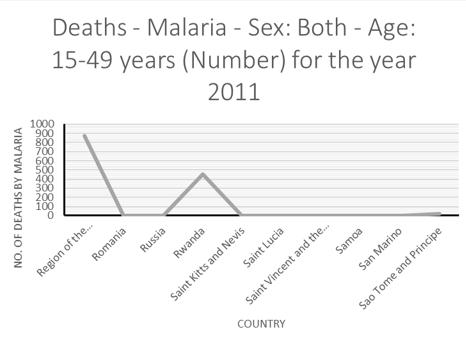 Deaths - Malaria - Sex: Both - Age:
15-49 years (Number) for the year
2011
NO. OF DEATHS BY MALARIA
1000
900
800
700
600
500
400
300
200
100
0
Region of the...
Romania
Russia
Rwanda
Saint Kitts and Nevis
Saint Lucia
Saint Vincent and the...
Samoa
San Marino
Sao Tome and Principe
COUNTRY